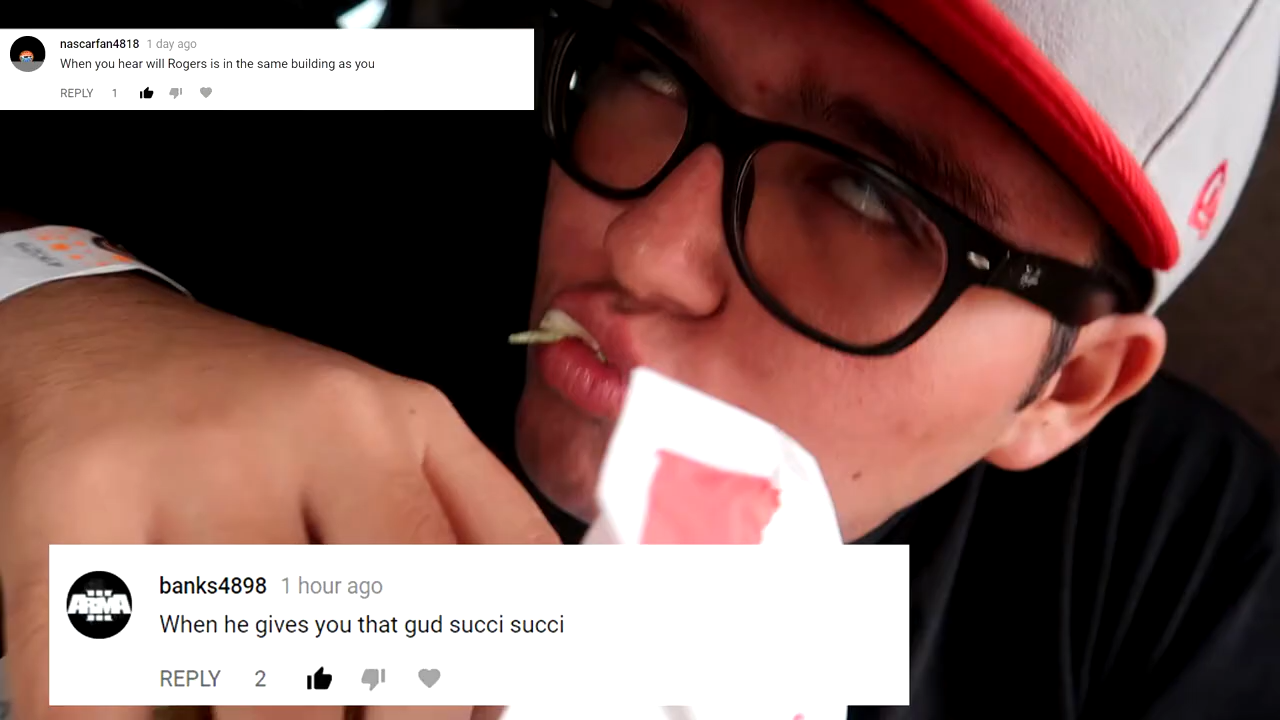 nascarfan4818 1 day ago
When you hear will Rogers is in the same building as you
REPLY 1
banks4898 1 hour ago
ARMA
When he gives you that gud succi succi
REPLY 2